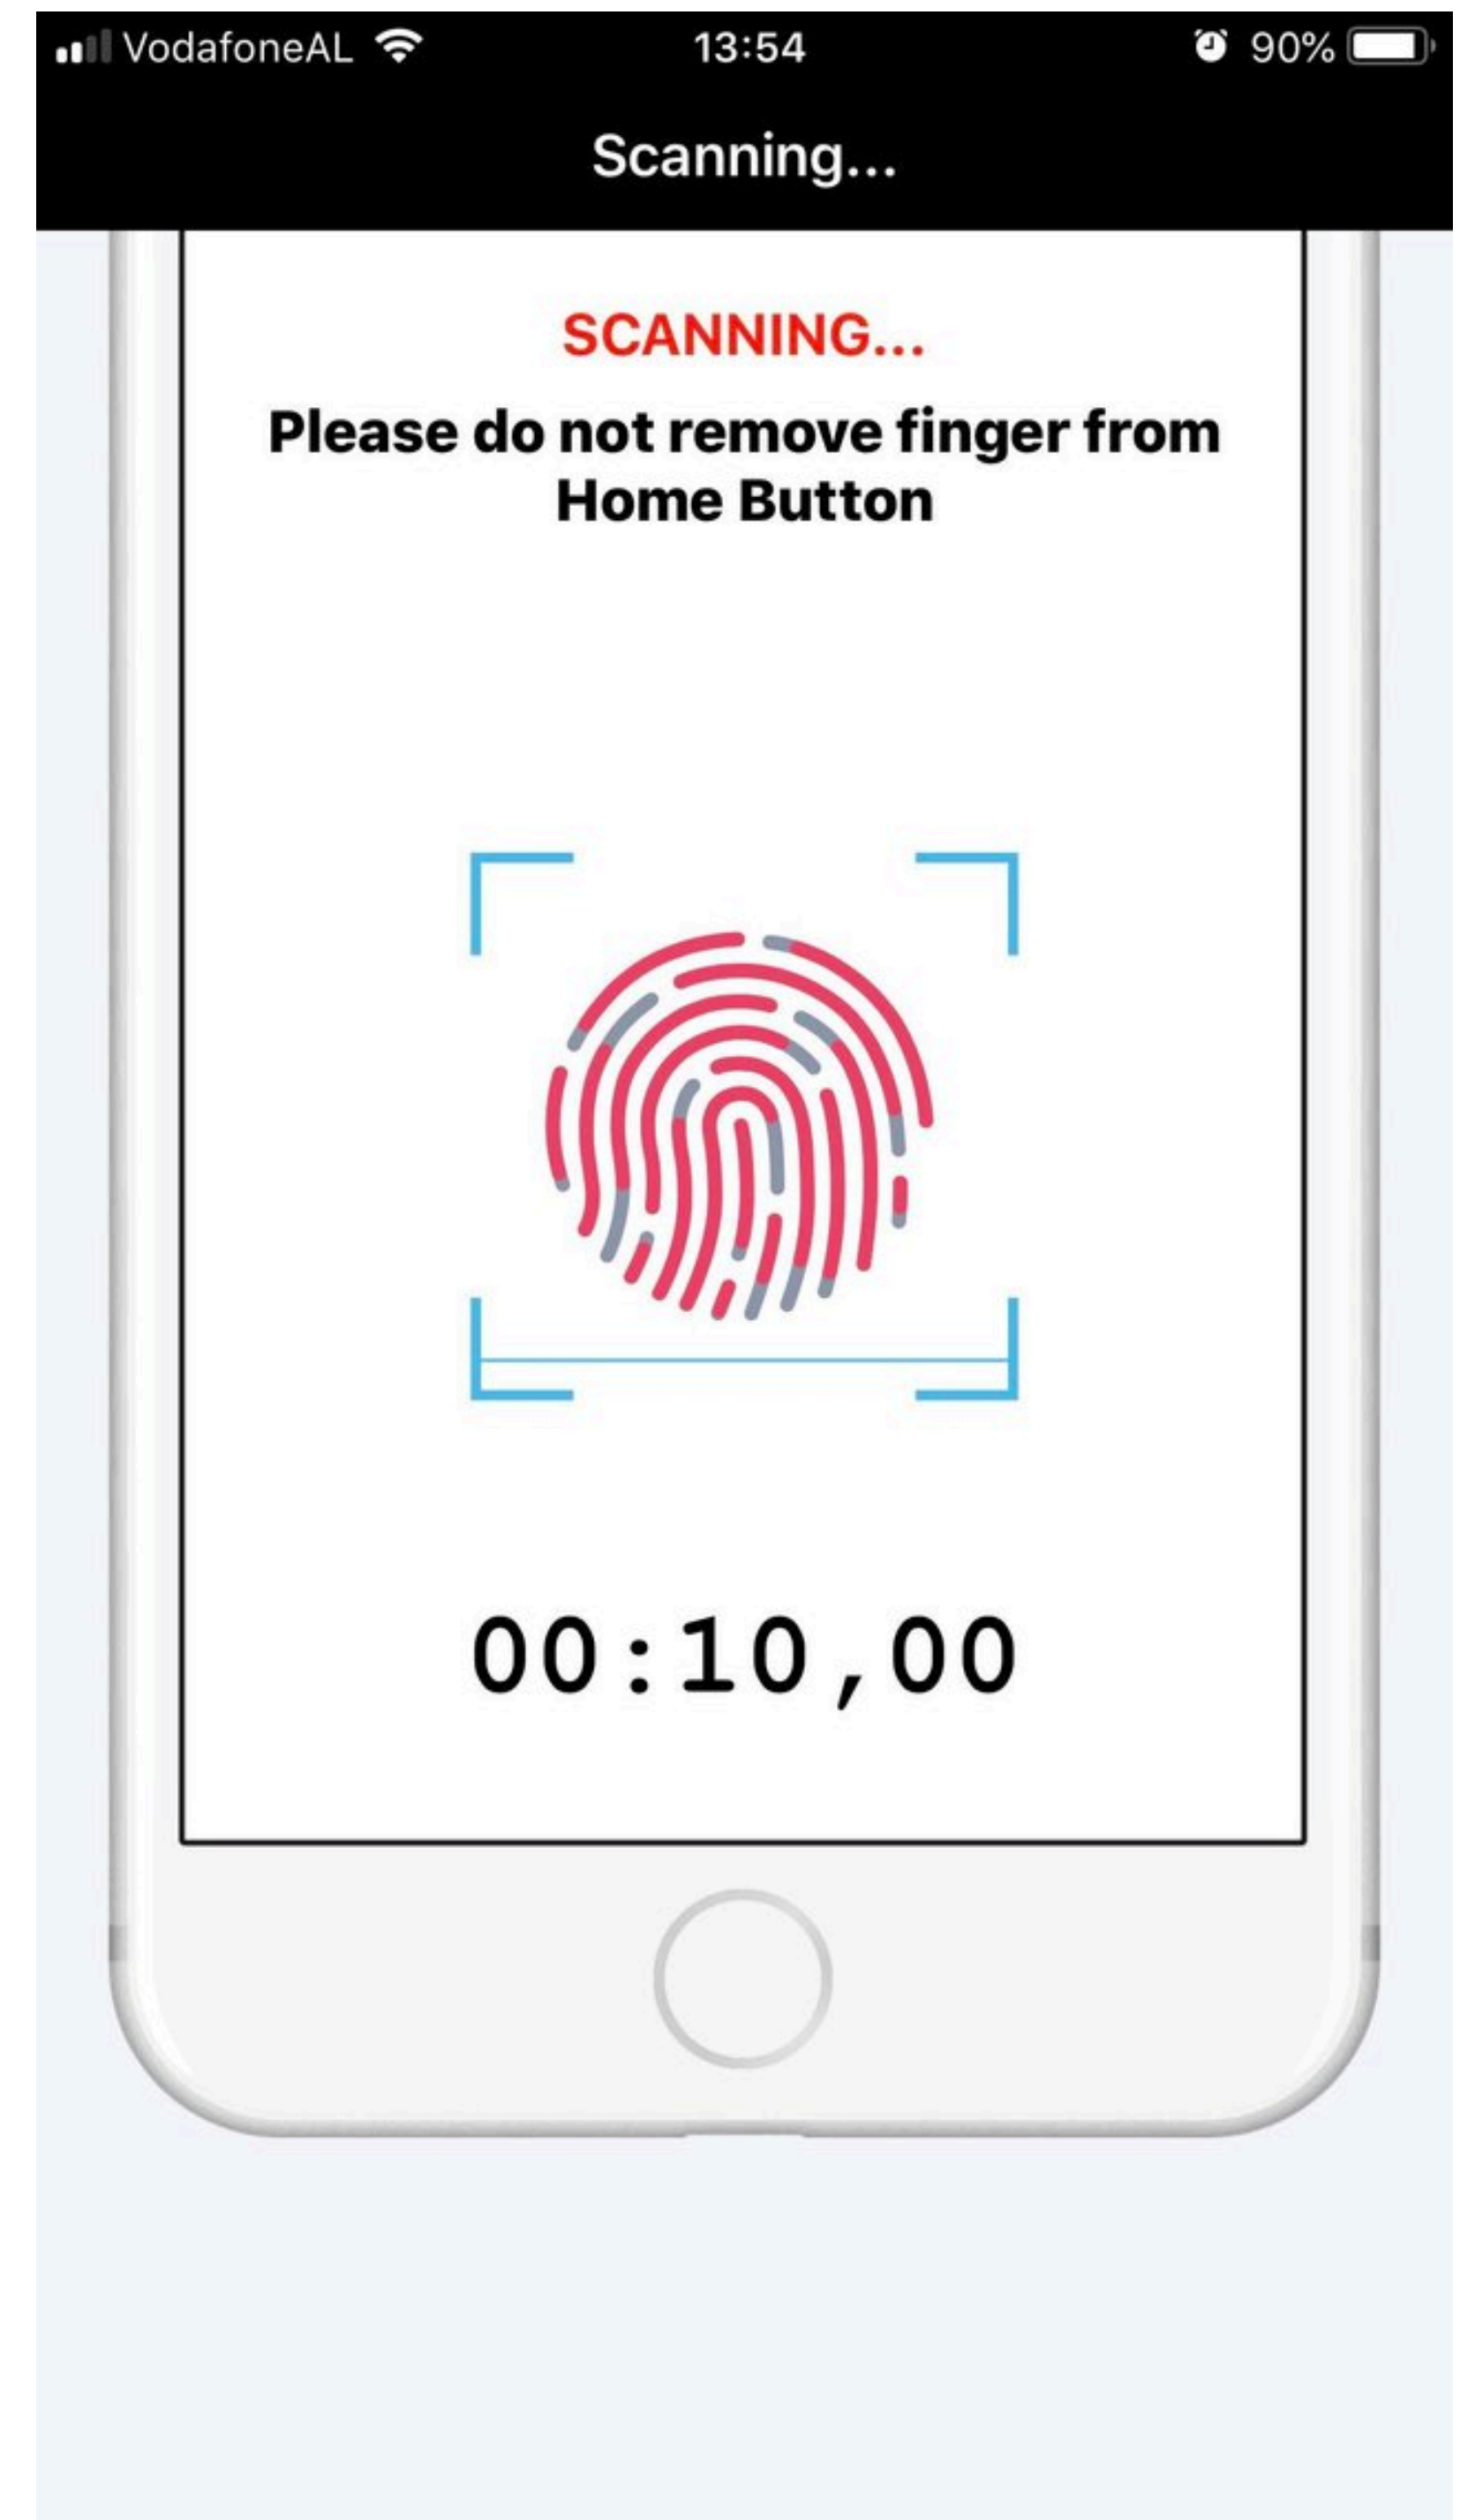 VodafoneAL 13:54 90%
Scanning...
SCANNING...
Please do not remove finger from
Home Button
00:10,00